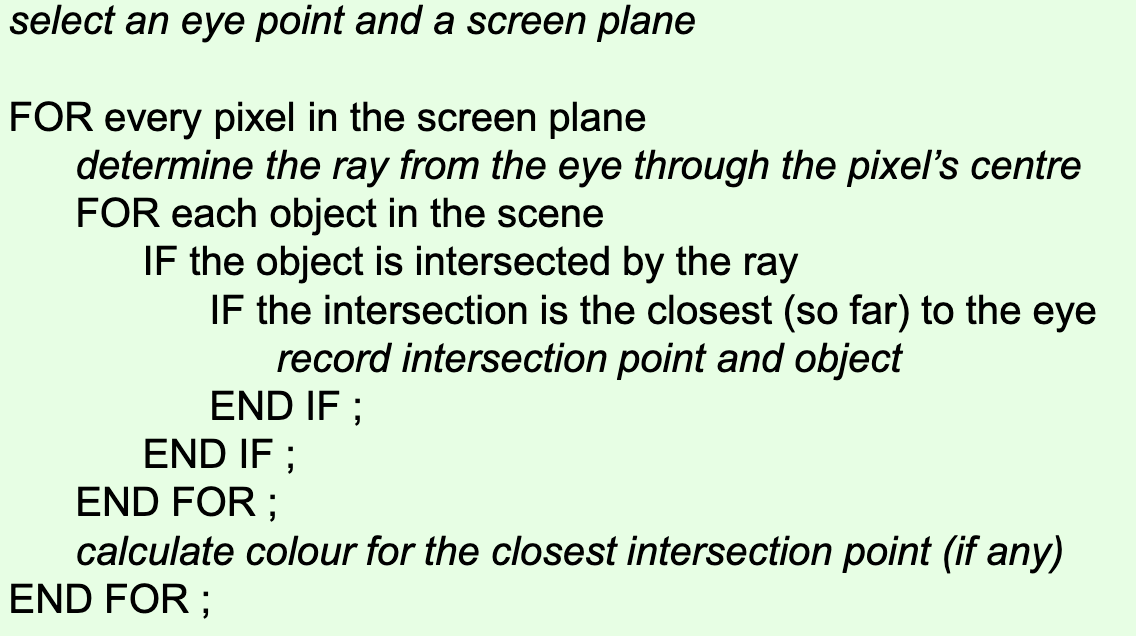 select an eye point and a screen plane
FOR every pixel in the screen plane
determine the ray from the eye through the pixel’s centre
FOR each object in the scene
IF the object is intersected by the ray
IF the intersection is the closest (so far) to the eye
record intersection point and object
END IF ;
END IF ;
END FOR ;
calculate colour for the closest intersection point (if any)
END FOR ;